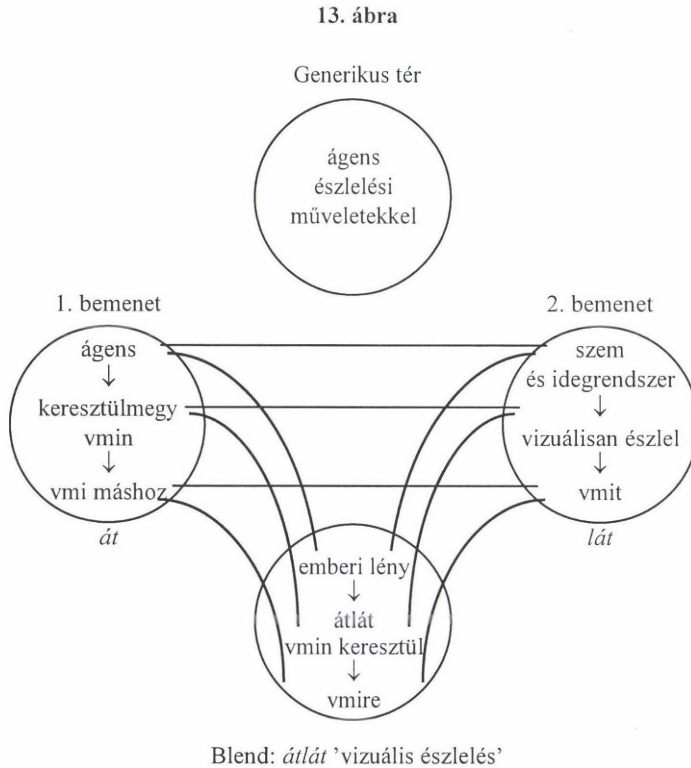 13. ábra
Generikus tér
ágens
észlelési
műveletekkel
1. bemenet
ágens
↓
keresztülmegy
vmin
↓
vmi máshoz
át
2. bemenet
szem
és idegrendszer
↓
vizuálisan észlel
↓
vmit
lát
emberi lény
↓
átlát
vmin keresztül
↓
vmire
Blend: átlát 'vizuális észlelés'